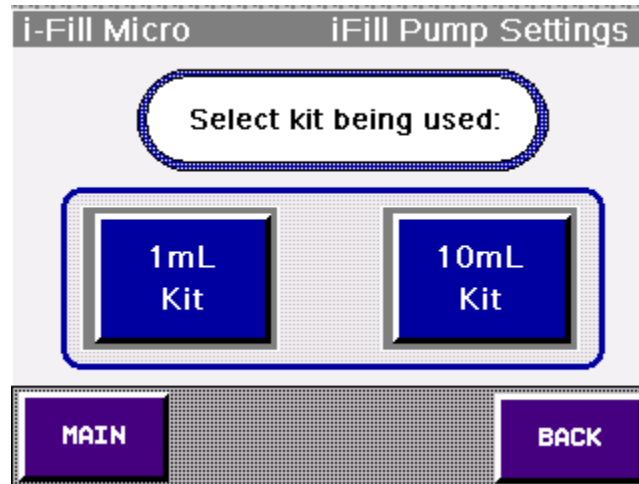 i-Fill Micro iFill Pump Settings
Select kit being used:
1mL
Kit
10mL
Kit
MAIN
BACK